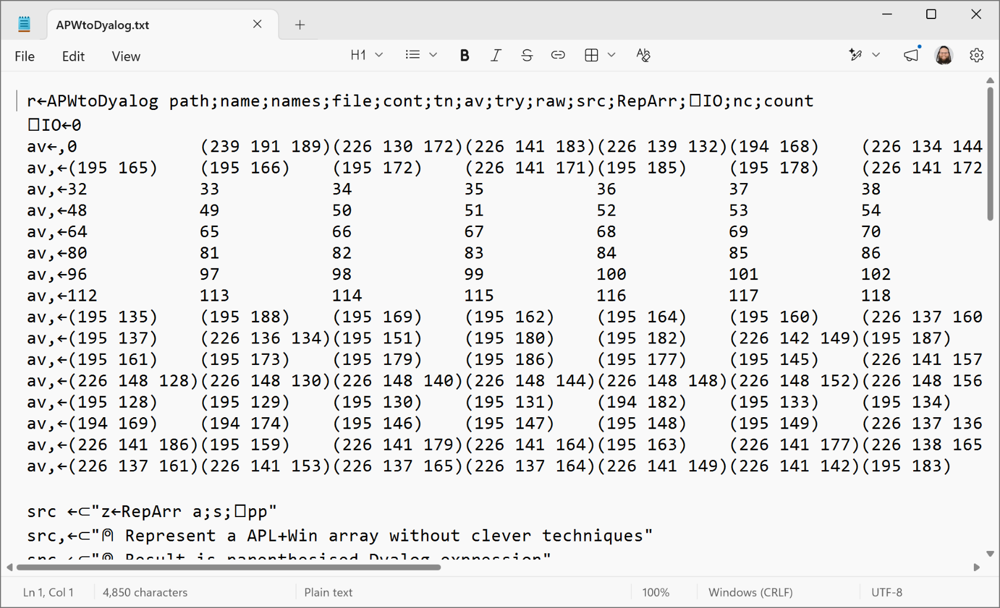 APWtoDyalog.txt
File Edit View H1 B I S
r←APWtoDyalog path;name;names;file;cont;tn;av;try;raw;src;RepArr;⎕IO;nc;count
⎕IO←0
av←,0            (239 191 189)(226 130 172)(226 141 183)(226 139 132)(194 168)    (226 134 144
av,←(195 165)    (195 166)    (195 172)    (226 141 171)(195 185)    (195 178)    (226 141 172
av,←32           33           34           35           36           37           38
av,←48           49           50           51           52           53           54
av,←64           65           66           67           68           69           70
av,←80           81           82           83           84           85           86
av,←96           97           98           99           100          101          102
av,←112          113          114          115          116          117          118
av,←(195 135)    (195 188)    (195 169)    (195 162)    (195 164)    (195 160)    (226 137 160
av,←(195 137)    (226 136 134)(195 151)    (195 180)    (195 182)    (226 142 149)(195 187)
av,←(195 161)    (195 173)    (195 179)    (195 186)    (195 177)    (195 145)    (226 141 157
av,←(226 148 128)(226 148 130)(226 148 140)(226 148 144)(226 148 148)(226 148 152)(226 148 156
av,←(195 128)    (195 129)    (195 130)    (195 131)    (194 182)    (195 133)    (195 134)
av,←(194 169)    (194 174)    (195 146)    (195 147)    (195 148)    (195 149)    (226 137 136
av,←(226 141 186)(195 159)    (226 141 179)(226 141 164)(195 163)    (226 141 177)(226 138 165
av,←(226 137 161)(226 141 153)(226 137 165)(226 137 164)(226 141 149)(226 141 142)(195 183)
src ←⊂"z←RepArr a;s;⎕pp"
src,←⊂"⍝ Represent a APL+Win array without clever techniques"
src,←⊂"⍝ Result is parenthesised Dyalog expression"
Ln 1, Col 1 4,850 characters Plain text 100% Windows (CRLF) UTF-8